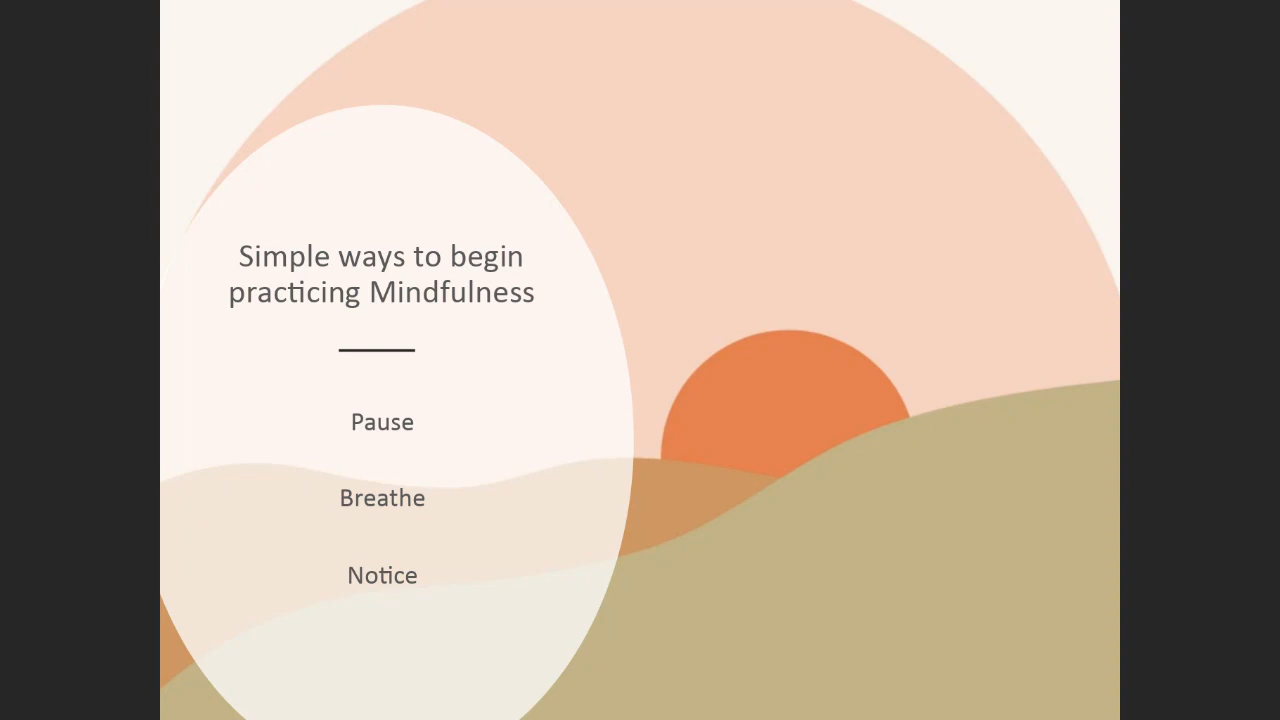 Simple ways to begin
practicing Mindfulness
Pause
Breathe
Notice